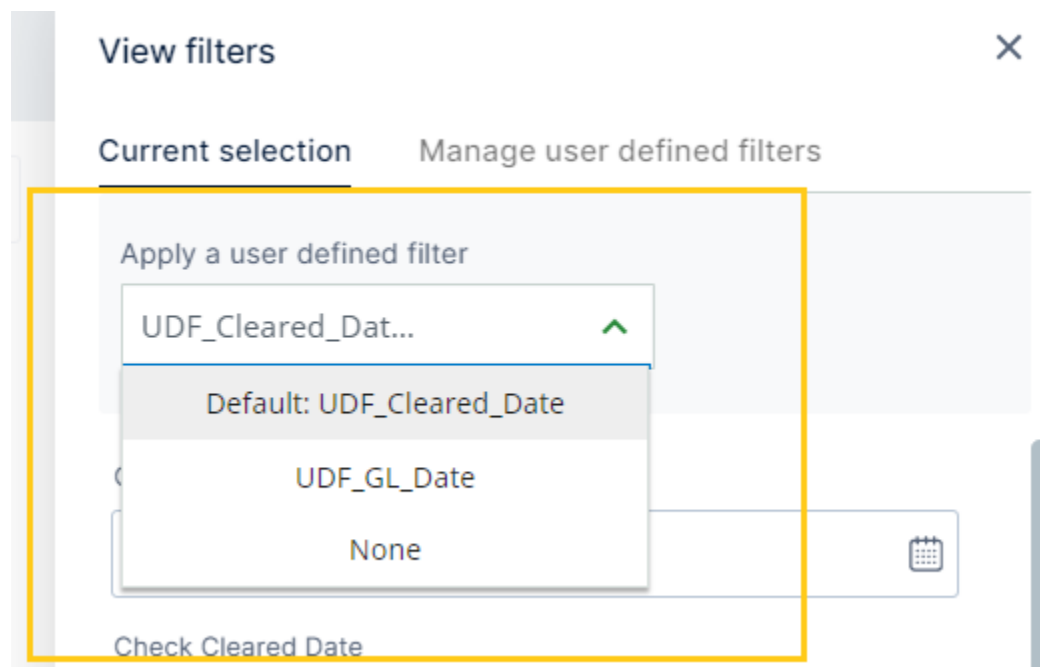 View filters
Current selection
Manage user defined filters
Apply a user defined filter
UDF_Cleared_Dat...
Default: UDF_Cleared_Date
UDF_GL_Date
None
Check Cleared Date